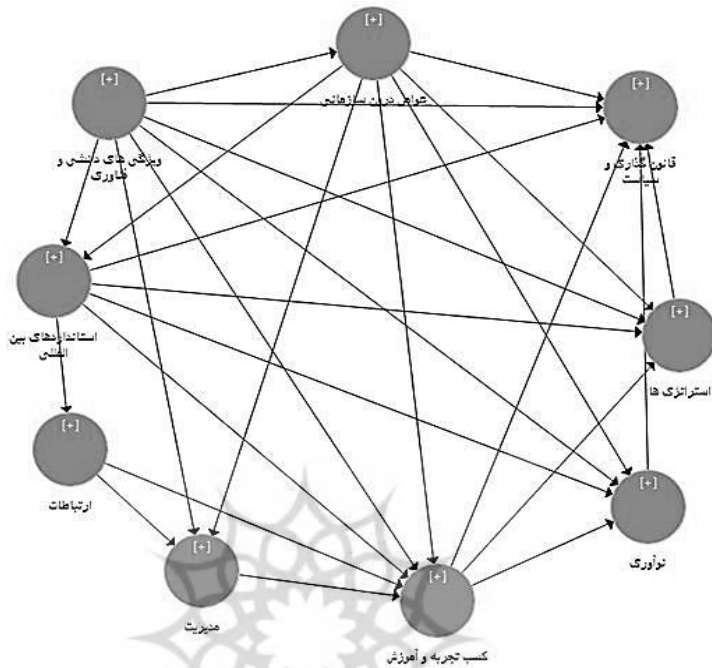 [+]
عوامل درون سازمانی
[+]
ویژگی های دانشی و
فناوری
[+]
قانون گذاری و
سیاست
[+]
استانداردهای بین
المللی
[+]
استراتژی ها
[+]
ارتباطات
[+]
نوآوری
[+]
مدیریت
[+]
کسب تجربه و آموزش